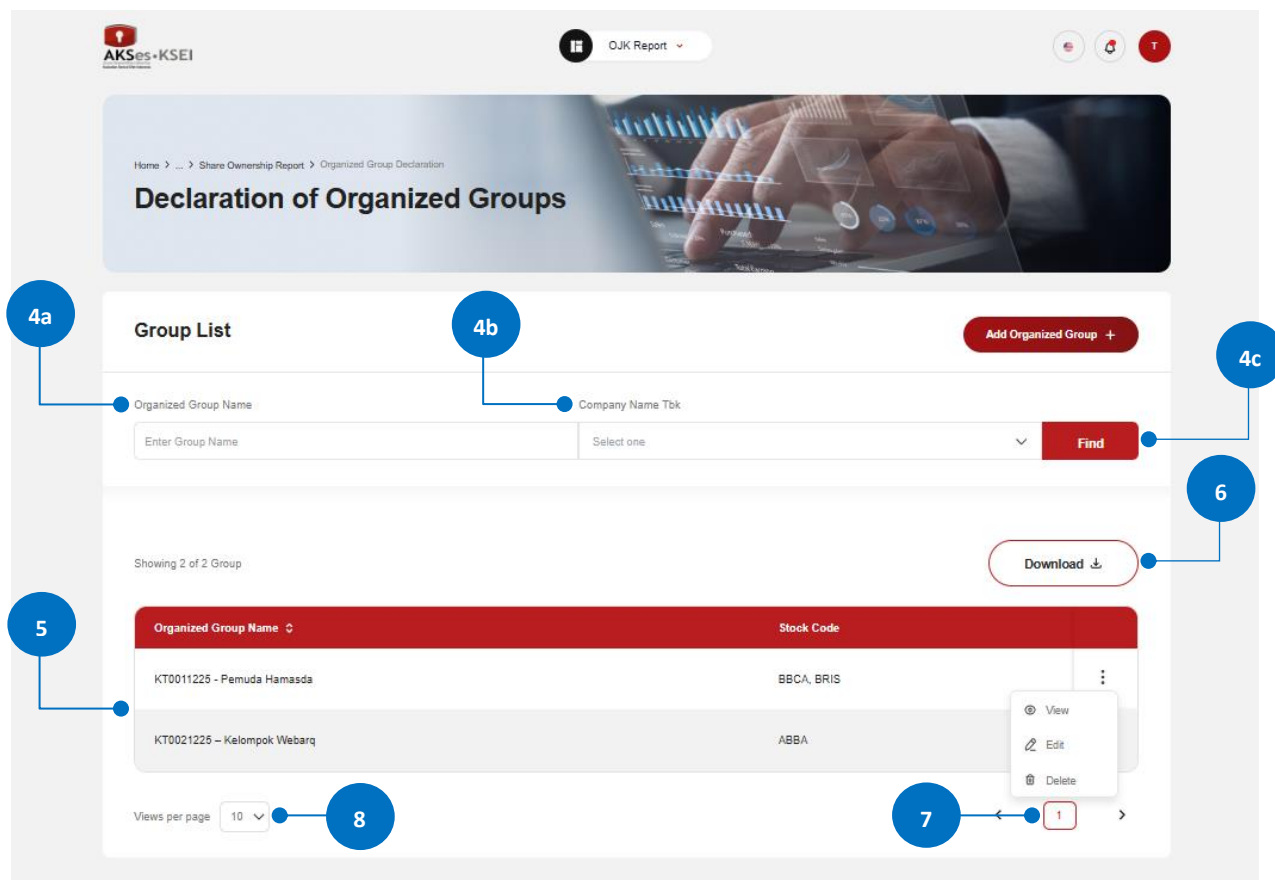 AKSes-KSEI
OJK Report
T
Home > ... > Share Ownership Report > Organized Group Declaration
Declaration of Organized Groups
4a
Group List
4b
Add Organized Group +
4c
Organized Group Name
Company Name Tbk
Enter Group Name
Select one
Find
6
Showing 2 of 2 Group
Download
5
Organized Group Name
Stock Code
KT0011225 - Pemuda Hamasda
BBCA, BRIS
View
KT0021225 – Kelompok Webarq
ABBA
Edit
Delete
Views per page
10
8
7
<
1
>